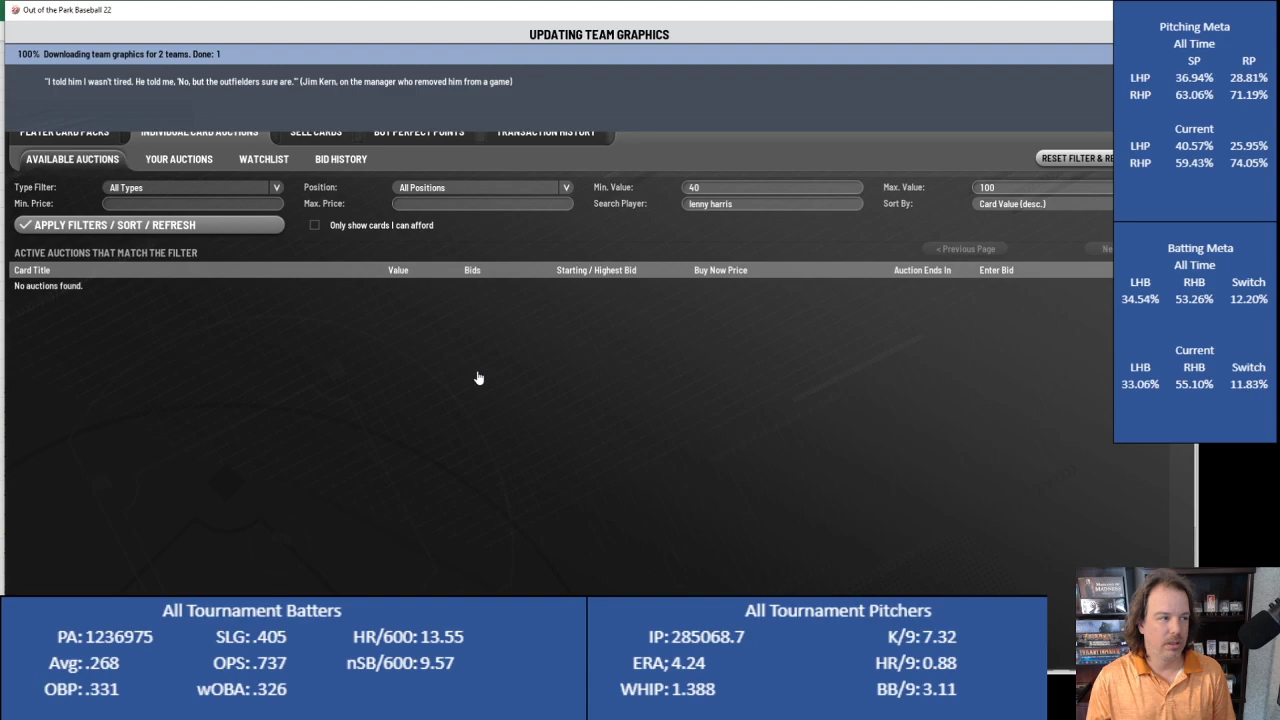 Out of the Park Baseball 22
UPDATING TEAM GRAPHICS
100% Downloading team graphics for 2 teams. Done: 1
"I told him I wasn't tired. He told me, 'No, but the outfielders sure are.'" (Jim Kern, on the manager who removed him from a game)
PLAYER CARD PACKS INDIVIDUAL CARD AUCTIONS SELL CARDS BUY PERFECT POINTS TRANSACTION HISTORY
AVAILABLE AUCTIONS YOUR AUCTIONS WATCHLIST BID HISTORY RESET FILTER & RE
Type Filter: All Types V Position: All Positions V Min. Value: 40 Max. Value: 100
Min. Price: Max. Price: Search Player: lenny harris Sort By: Card Value (desc.)
APPLY FILTERS / SORT / REFRESH Only show cards I can afford
ACTIVE AUCTIONS THAT MATCH THE FILTER < Previous Page Ne
Card Title Value Bids Starting / Highest Bid Buy Now Price Auction Ends In Enter Bid
No auctions found.
Pitching Meta
All Time
SP RP
LHP 36.94% 28.81%
RHP 63.06% 71.19%
Current
LHP 40.57% 25.95%
RHP 59.43% 74.05%
Batting Meta
All Time
LHB RHB Switch
34.54% 53.26% 12.20%
Current
LHB RHB Switch
33.06% 55.10% 11.83%
All Tournament Batters
PA: 1236975 SLG: .405 HR/600: 13.55
Avg: .268 OPS: .737 nSB/600: 9.57
OBP: .331 wOBA: .326
All Tournament Pitchers
IP: 285068.7 K/9: 7.32
ERA; 4.24 HR/9: 0.88
WHIP: 1.388 BB/9: 3.11